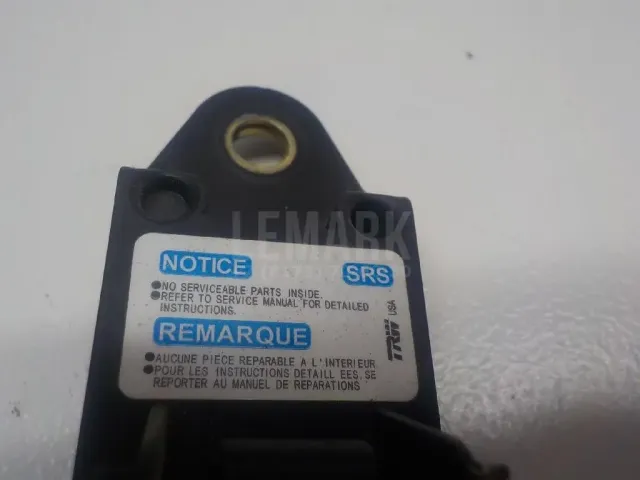 LEMARK
NOTICE
SRS
●NO SERVICEABLE PARTS INSIDE.
●REFER TO SERVICE MANUAL FOR DETAILED
INSTRUCTIONS.
REMARQUE
●AUCUNE PIECE REPARABLE A L'INTERIEUR
●POUR LES INSTRUCTIONS DETAILL EES. SE
REPORTER AU MANUEL DE REPARATIONS
TRW USA